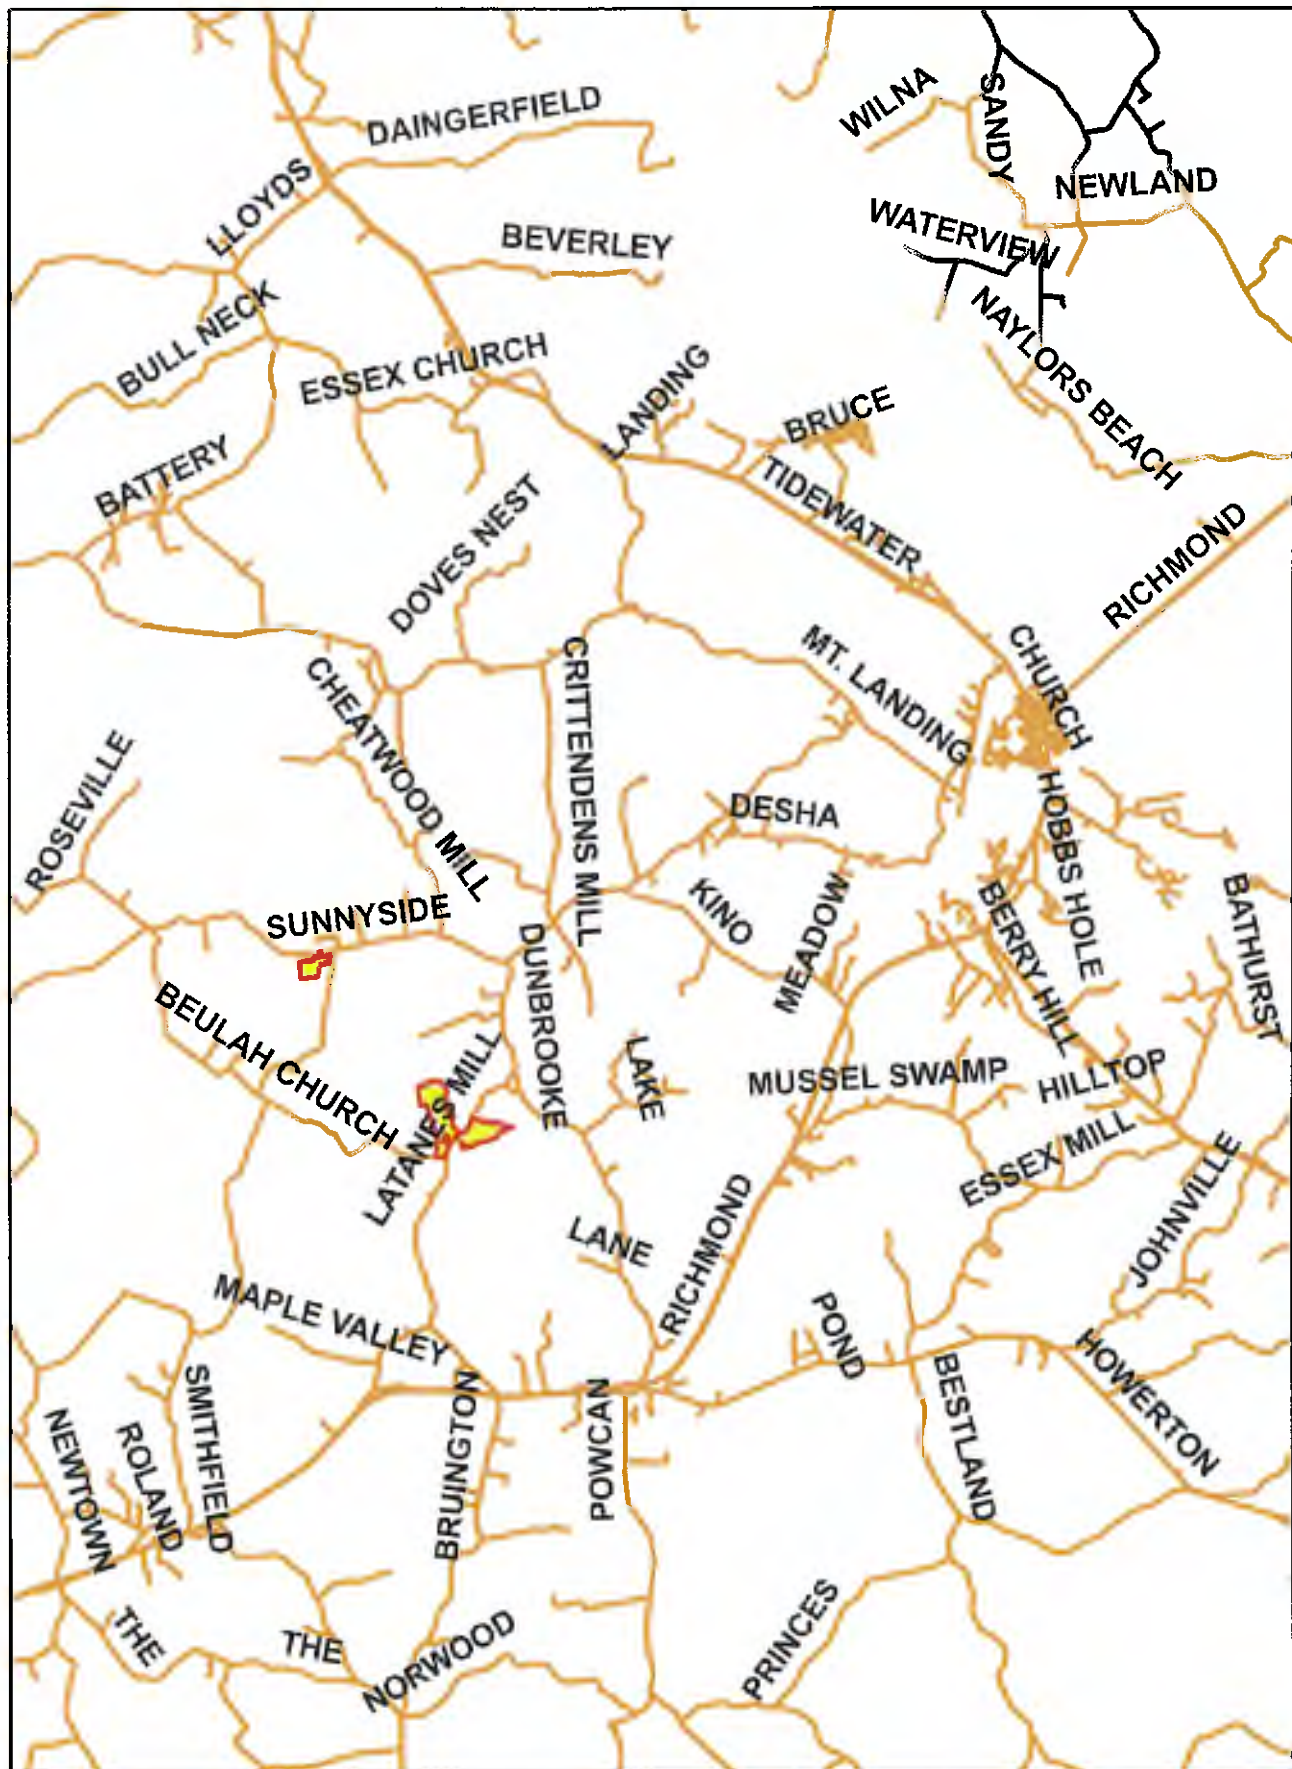 DAINGERFIELD
WILNA
SANDY
NEWLAND
LLOYDS
BEVERLEY
WATERVIEW
BULL NECK
ESSEX CHURCH
NAYLORS BEACH
LANDING
BRUCE
BATTERY
TIDEWATER
DOVES NEST
RICHMOND
CHURCH
MT. LANDING
CRITTENDENS MILL
CHEATWOOD MILL
ROSEVILLE
DESHA
HOBBS HOLE
KINO
MEADOW
BERRY HILL
BATHURST
SUNNYSIDE
DUNBROOKE
BEULAH CHURCH
LATANES MILL
LAKE
MUSSEL SWAMP
HILLTOP
ESSEX MILL
JOHNVILLE
LANE
RICHMOND
MAPLE VALLEY
POND
HOWERTON
BESTLAND
SMITHFIELD
ROLAND
NEWTOWN
BRUINGTON
POWCAN
THE
THE
NORWOOD
PRINCES